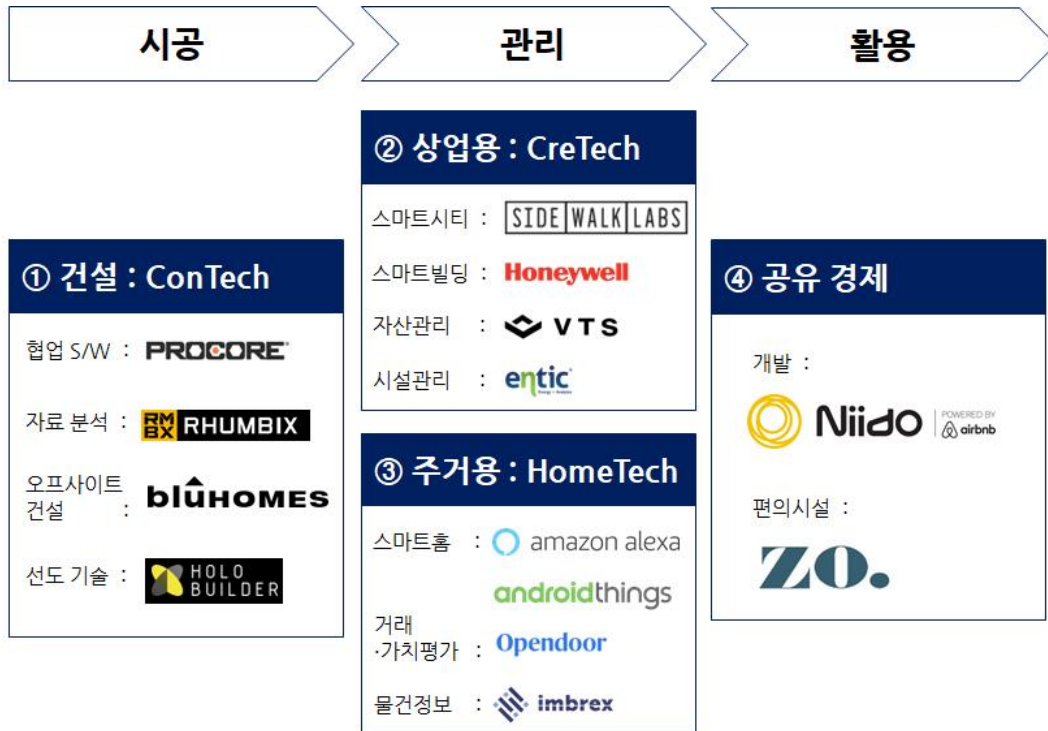 시공
관리
활용
① 건설 : ConTech
협업 S/W : PROCORE
자료 분석 : RMBX RHUMBIX
오프사이트
건설 : blûHOMES
선도 기술 : HOLO
BUILDER
② 상업용 : CreTech
스마트시티 : SIDE WALK LABS
스마트빌딩 : Honeywell
자산관리 : VTS
시설관리 : entic
③ 주거용 : HomeTech
스마트홈 : amazon alexa
androidthings
거래
·가치평가 : Opendoor
물건정보 : imbrex
④ 공유 경제
개발 :
Niido POWERED BY
airbnb
편의시설 :
ZO.